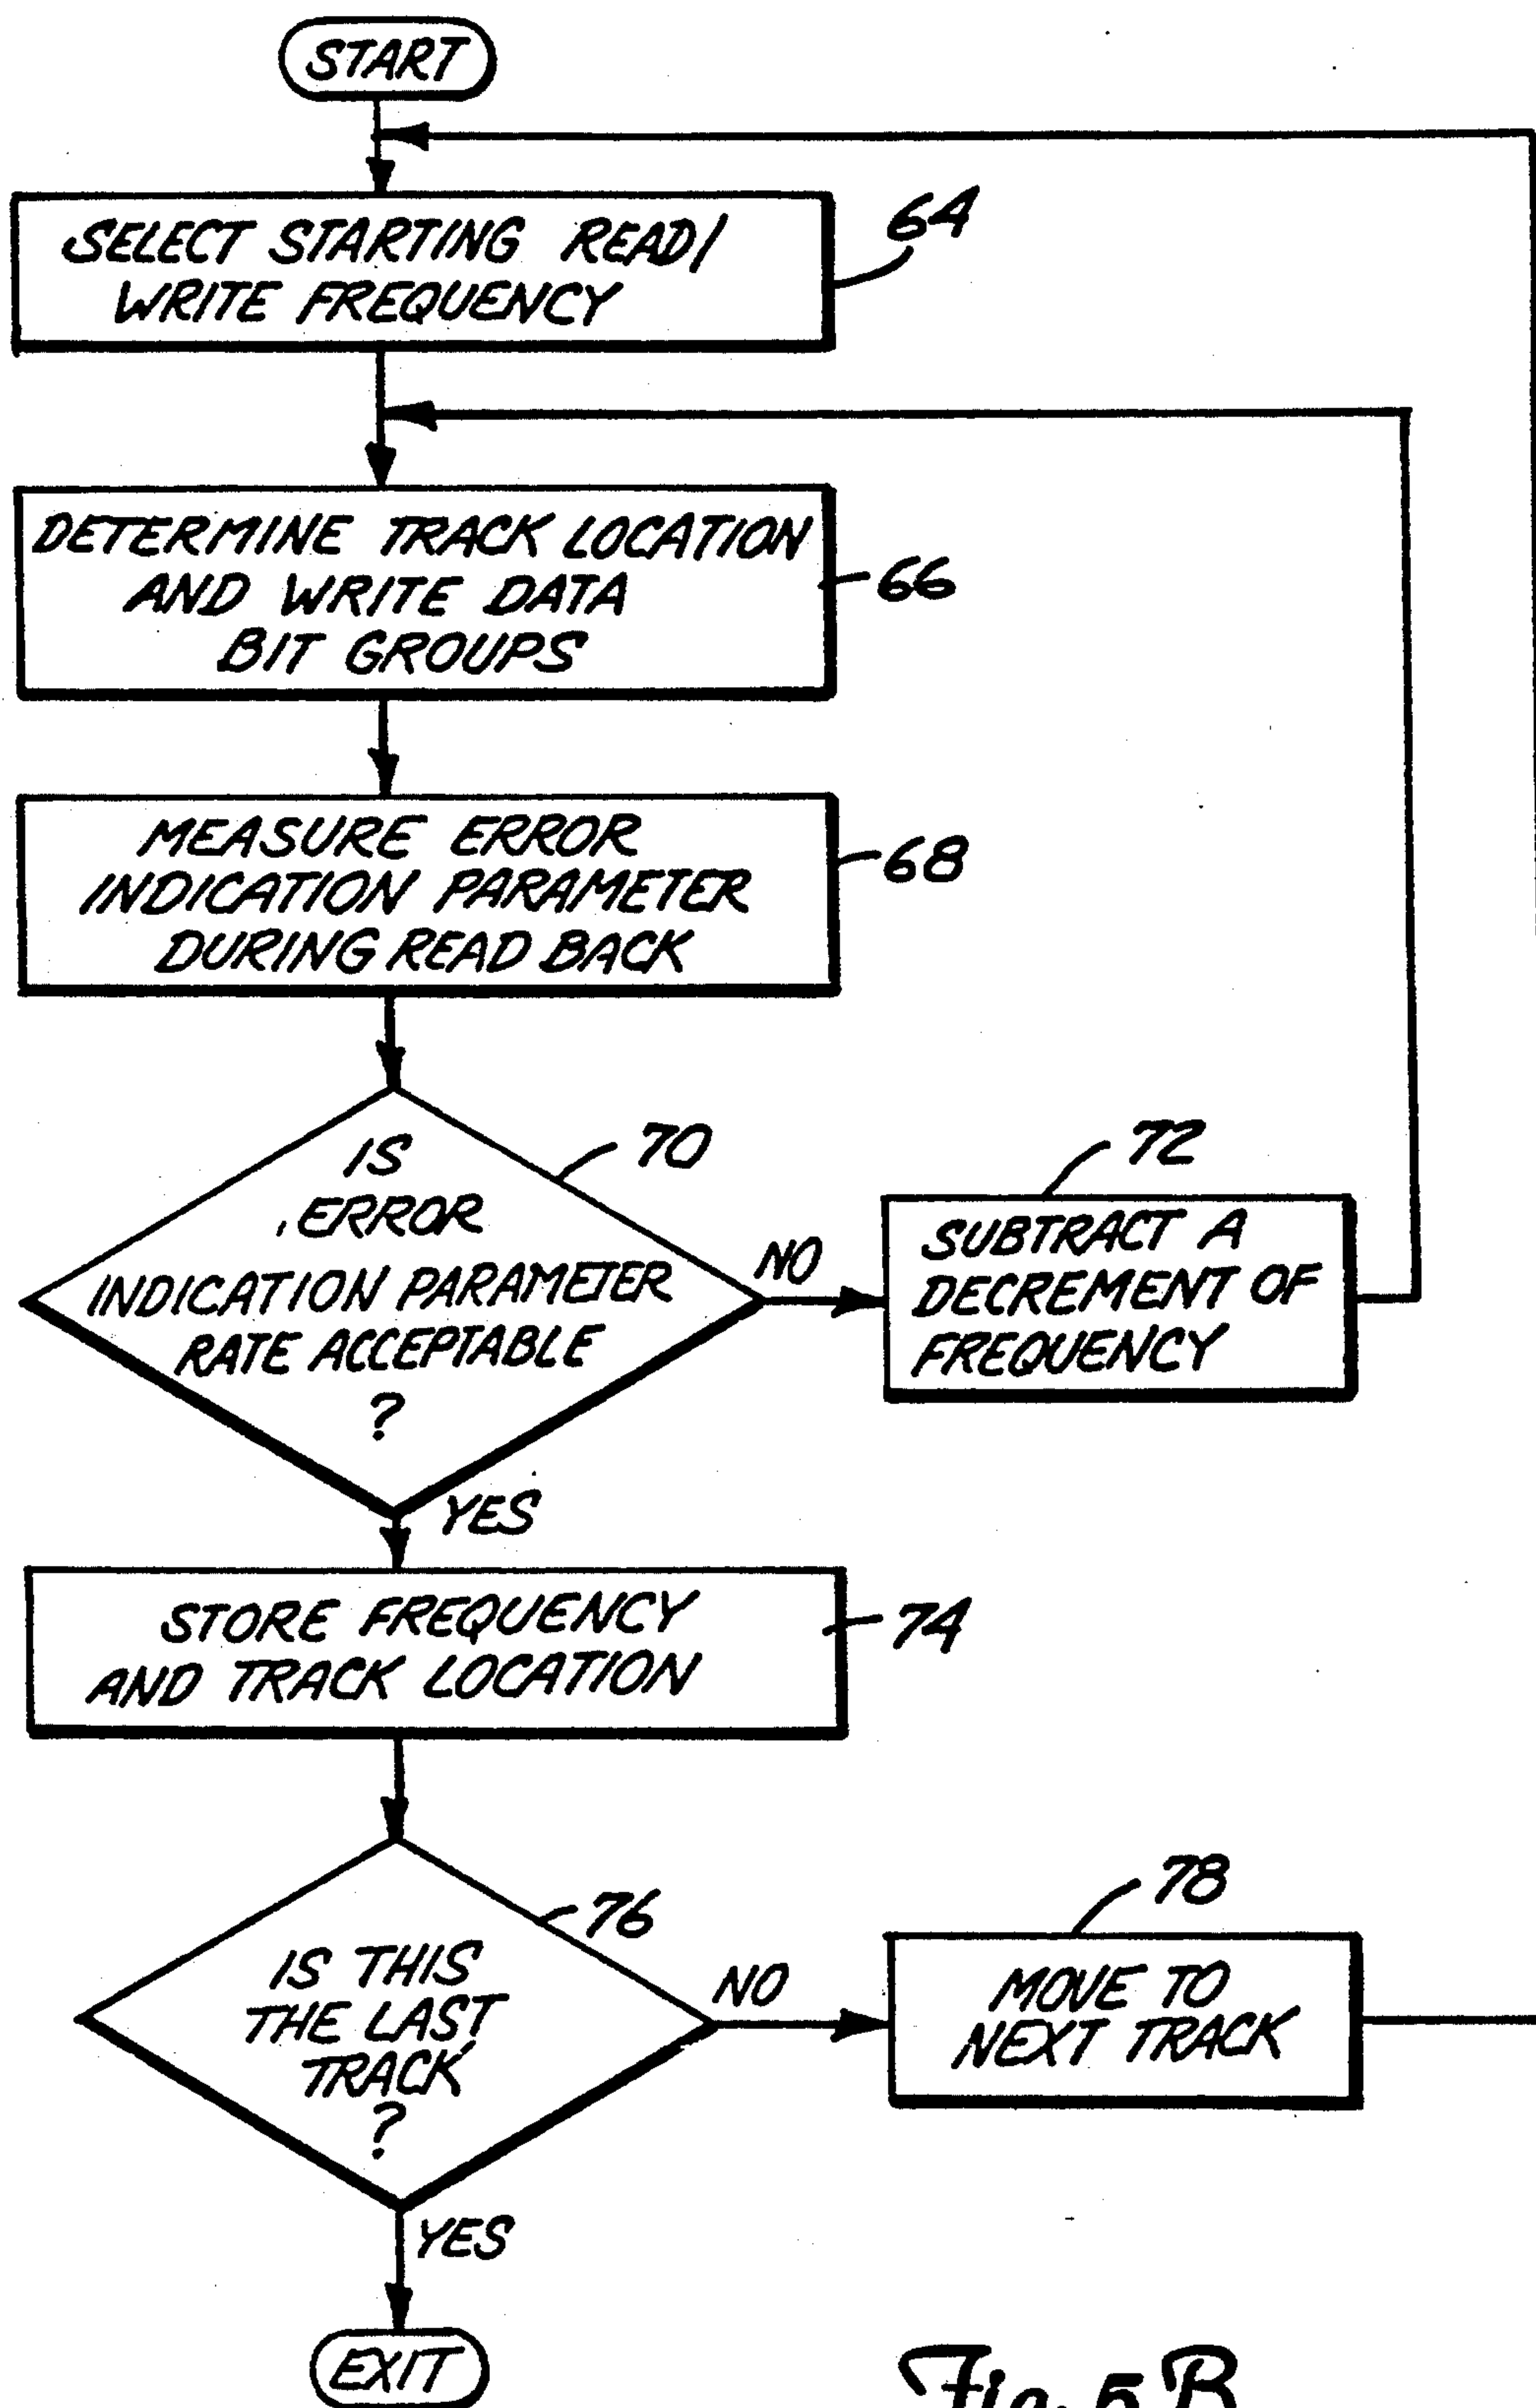 START
SELECT STARTING READ/
WRITE FREQUENCY
64
DETERMINE TRACK LOCATION
AND WRITE DATA
BIT GROUPS
66
MEASURE ERROR
INDICATION PARAMETER
DURING READ BACK
68
IS
ERROR
INDICATION PARAMETER
RATE ACCEPTABLE
?
70
NO
72
SUBTRACT A
DECREMENT OF
FREQUENCY
YES
STORE FREQUENCY
AND TRACK LOCATION
74
IS THIS
THE LAST
TRACK
?
76
NO
78
MOVE TO
NEXT TRACK
YES
EXIT
Fig. 5B